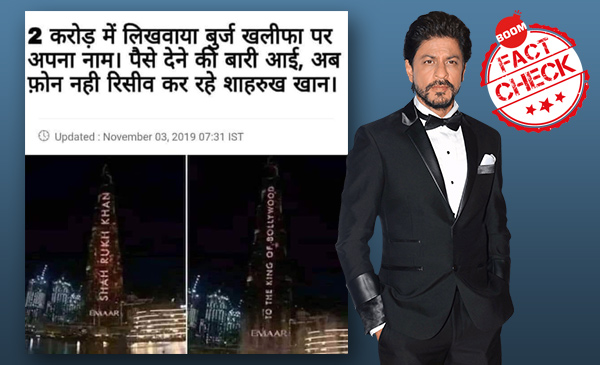 2 करोड़ में लिखवाया बुर्ज खलीफा पर
अपना नाम। पैसे देने की बारी आई, अब
फ़ोन नही रिसीव कर रहे शाहरुख खान।
Updated : November 03, 2019 07:31 IST
SHAH RUKH KHAN
EMAAR
TO THE KING OF BOLLYWOOD
EMAAR
BOOM
FACT
CHECK